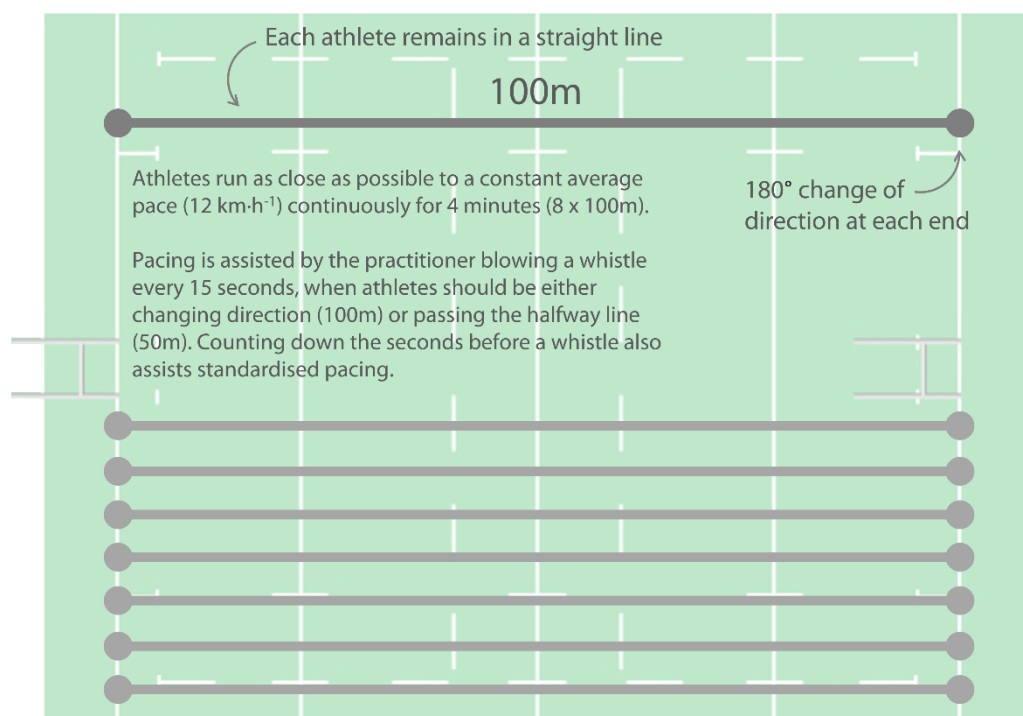 Each athlete remains in a straight line
100m
Athletes run as close as possible to a constant average
pace (12 km·h⁻¹) continuously for 4 minutes (8 x 100m).
180° change of
direction at each end
Pacing is assisted by the practitioner blowing a whistle
every 15 seconds, when athletes should be either
changing direction (100m) or passing the halfway line
(50m). Counting down the seconds before a whistle also
assists standardised pacing.